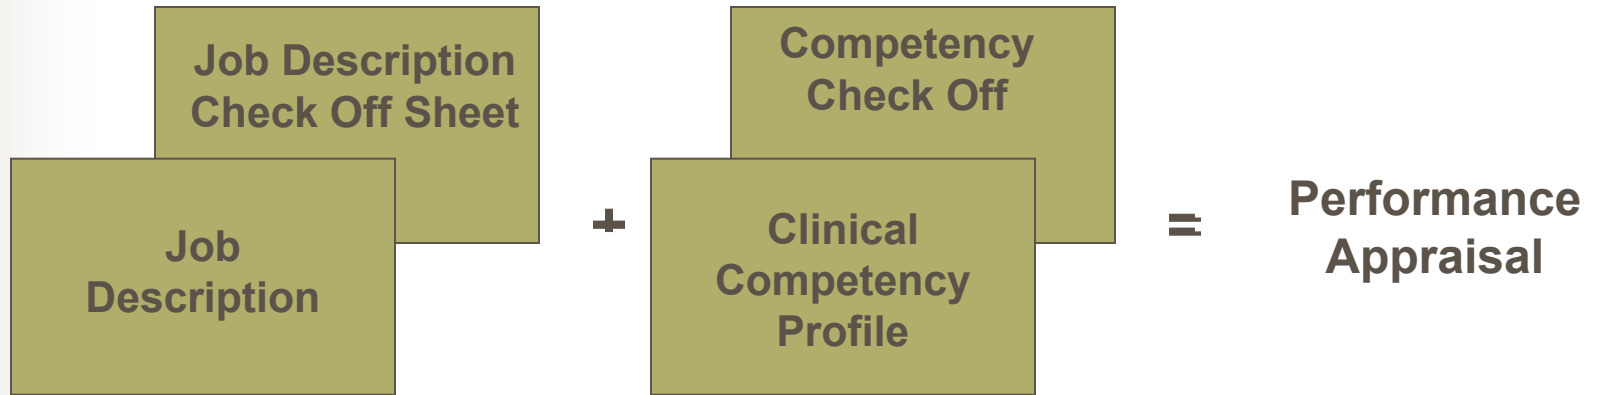 Job Description
Check Off Sheet
Job
Description
+
Competency
Check Off
Clinical
Competency
Profile
=
Performance
Appraisal